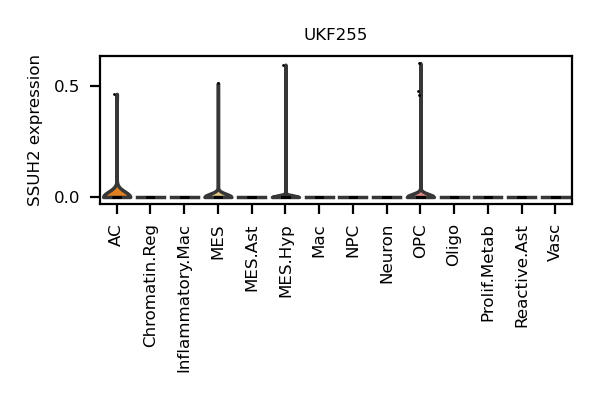 UKF255
SSUH2 expression
0.5
0.0
AC
Chromatin.Reg
Inflammatory.Mac
MES
MES.Ast
MES.Hyp
Mac
NPC
Neuron
OPC
Oligo
Prolif.Metab
Reactive.Ast
Vasc